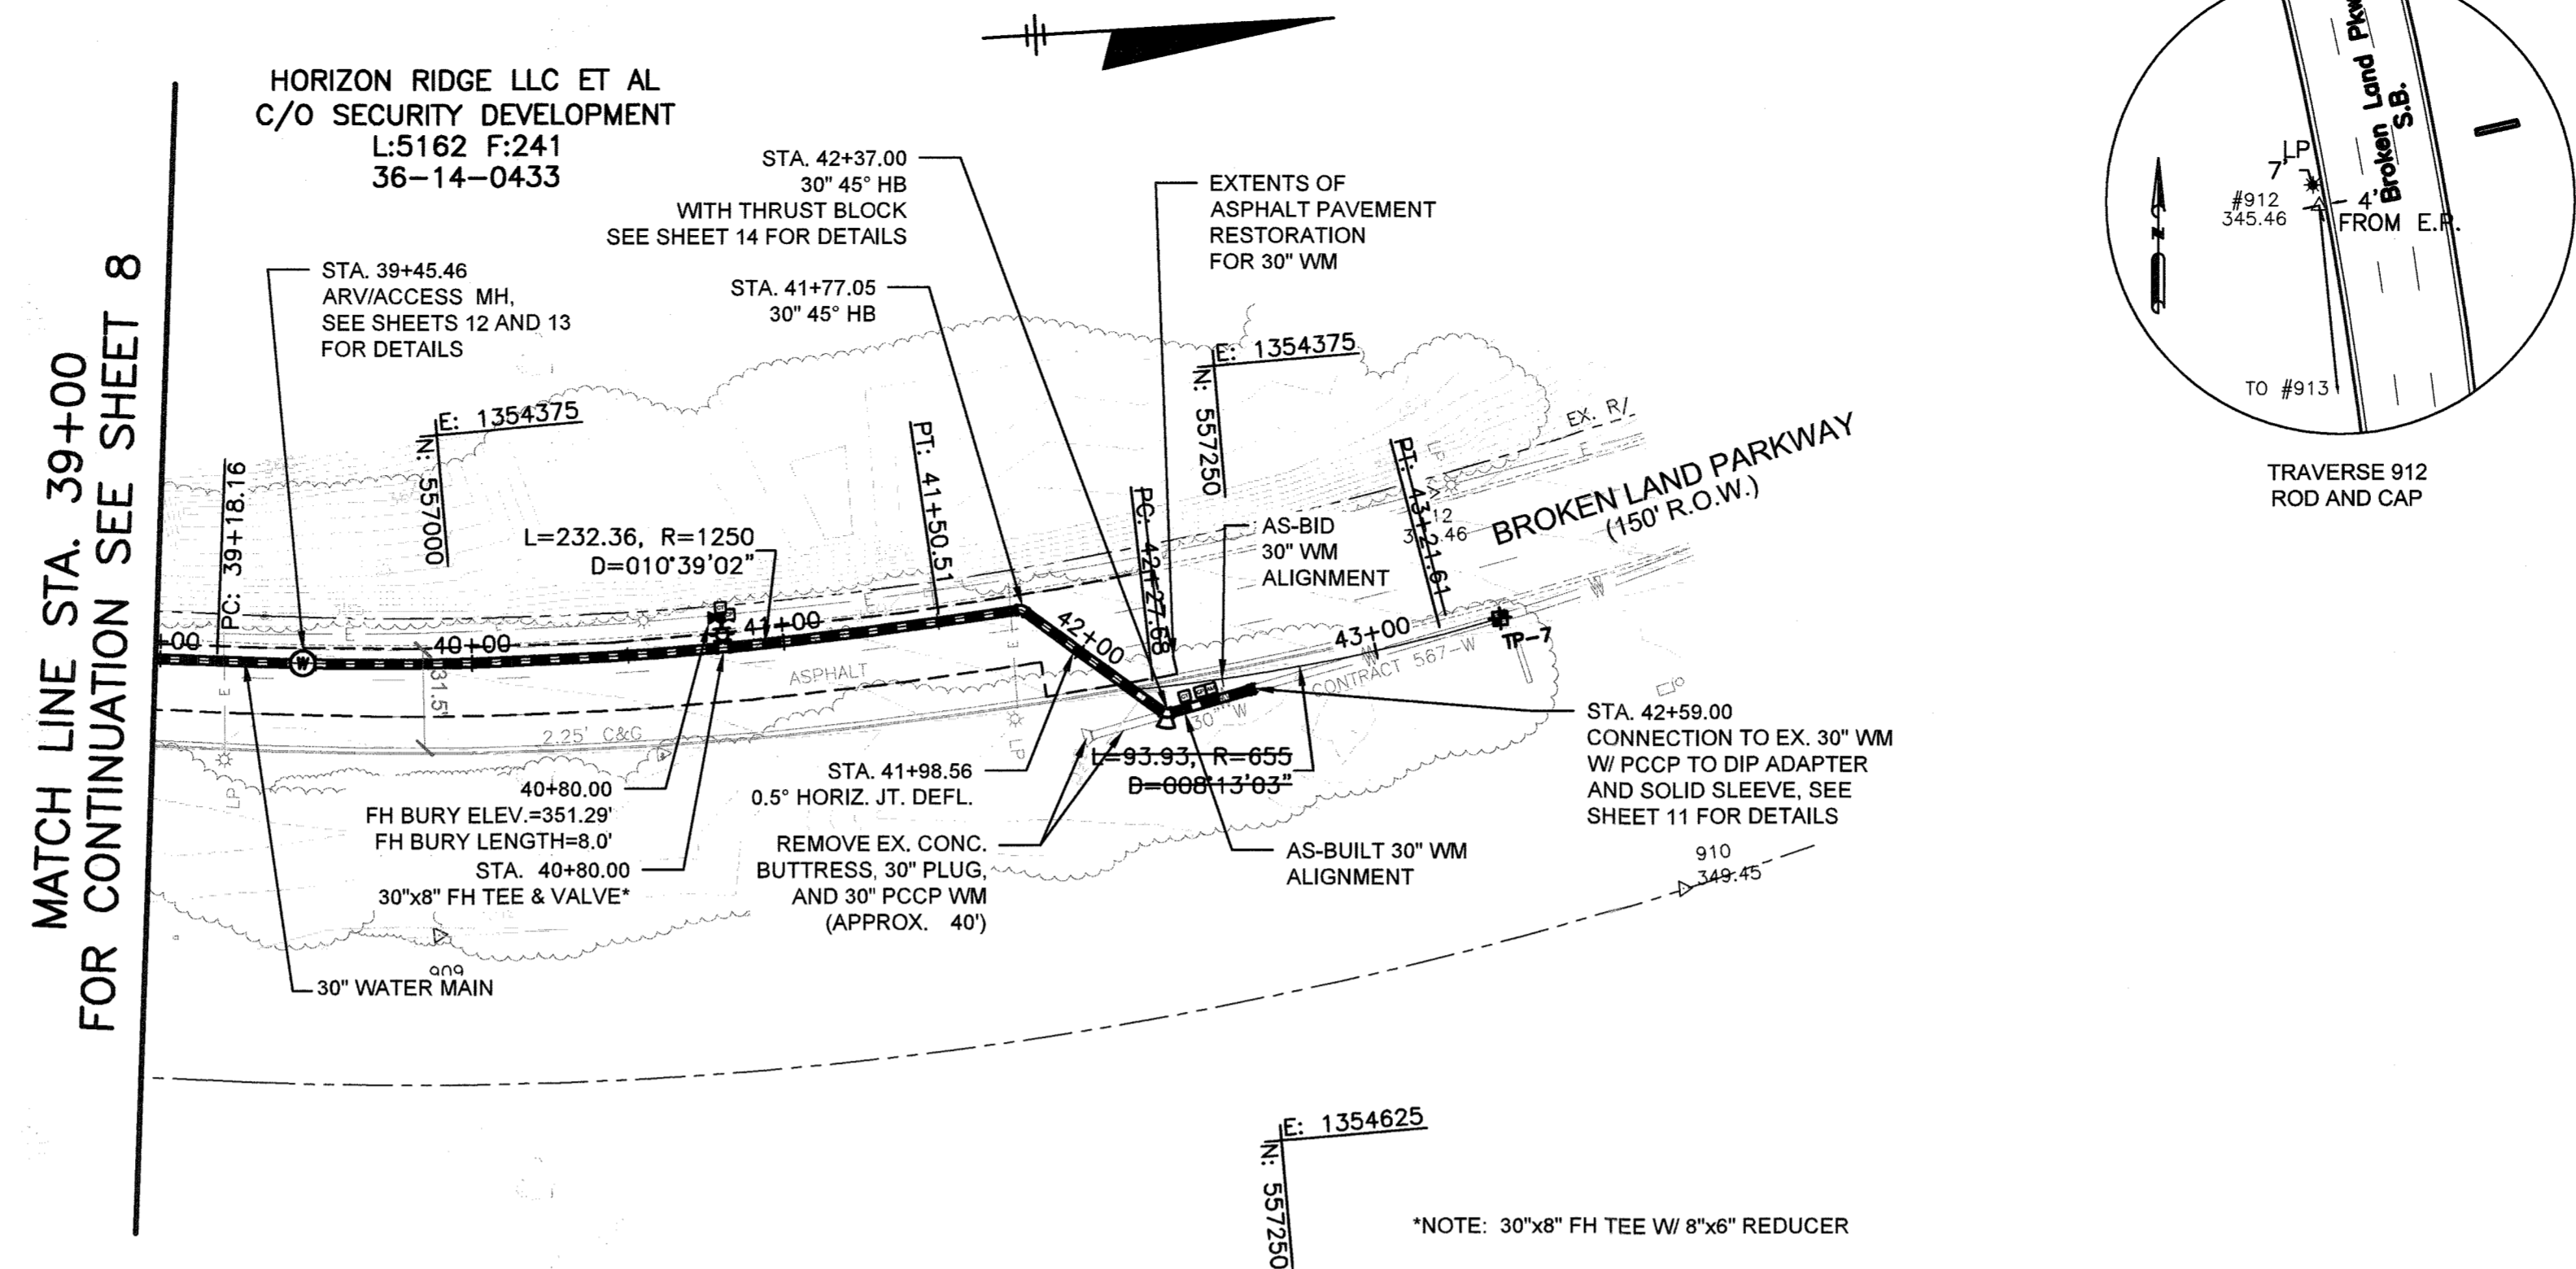 MATCH LINE STA. 39+00
FOR CONTINUATION SEE SHEET 8
HORIZON RIDGE LLC ET AL
C/O SECURITY DEVELOPMENT
L:5162 F:241
36-14-0433
STA. 42+37.00
30" 45° HB
WITH THRUST BLOCK
SEE SHEET 14 FOR DETAILS
STA. 41+77.05
30" 45° HB
EXTENTS OF
ASPHALT PAVEMENT
RESTORATION
FOR 30" WM
STA. 39+45.46
ARV/ACCESS MH,
SEE SHEETS 12 AND 13
FOR DETAILS
E: 1354375
N: 557000
E: 1354375
N: 557250
PC: 39+18.16
L=232.36, R=1250
D=010°39'02"
PT: 41+50.51
PC: 42+27.68
PT: 43+21.61
AS-BID
30" WM
ALIGNMENT
EX. R/
LP
E
BROKEN LAND PARKWAY
(150' R.O.W.)
+00
40+00
41+00
42+00
43+00
TP-7
31.5'
ASPHALT
2.25' C&G
E
E
LP
LP
W
W
CONTRACT 567-W
30" W
L=93.93, R=655
D=008°13'03"
STA. 41+98.56
0.5° HORIZ. JT. DEFL.
40+80.00
FH BURY ELEV.=351.29'
FH BURY LENGTH=8.0'
STA. 40+80.00
30"x8" FH TEE & VALVE*
REMOVE EX. CONC.
BUTTRESS, 30" PLUG,
AND 30" PCCP WM
(APPROX. 40')
AS-BUILT 30" WM
ALIGNMENT
STA. 42+59.00
CONNECTION TO EX. 30" WM
W/ PCCP TO DIP ADAPTER
AND SOLID SLEEVE, SEE
SHEET 11 FOR DETAILS
910
349.45
909
30" WATER MAIN
E: 1354625
N: 557250
*NOTE: 30"x8" FH TEE W/ 8"x6" REDUCER
Broken Land Pkw
S.B.
LP
7'
#912
345.46
4'
FROM E.P.
N
TO #913
TRAVERSE 912
ROD AND CAP